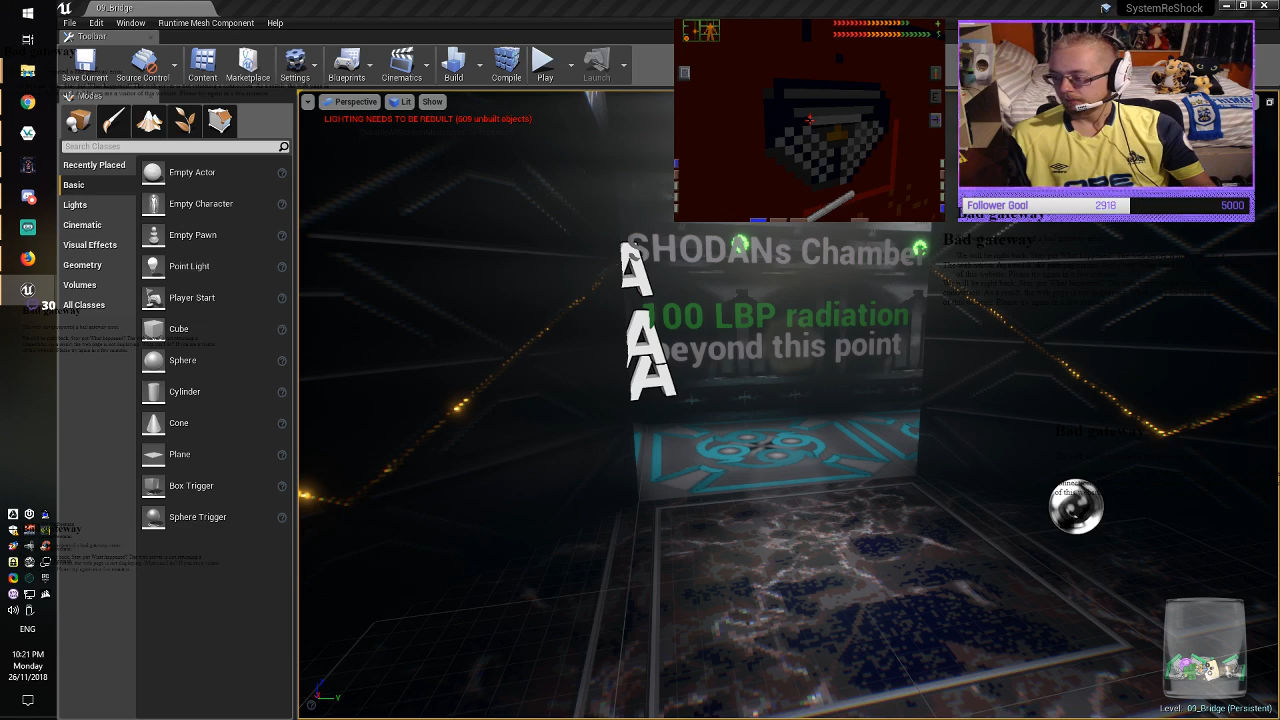 09_Bridge
SystemReShock
File Edit Window Runtime Mesh Component Help
Toolbar
Save Current Source Control Content Marketplace Settings Blueprints Cinematics Build Compile Play Launch
Modes
Perspective Lit Show
LIGHTING NEEDS TO BE REBUILT (609 unbuilt objects)
Search Classes
Recently Placed
Basic
Lights
Cinematic
Visual Effects
Geometry
Volumes
All Classes
Empty Actor
Empty Character
Empty Pawn
Point Light
Player Start
Cube
Sphere
Cylinder
Cone
Plane
Box Trigger
Sphere Trigger
Follower Goal 2918 5000
Bad gateway
Bad gateway
SHODANs Chamber
A
100 LBP radiation
A
beyond this point
A
30
Bad gateway
ENG
10:21 PM
Monday
26/11/2018
Y
Level: 09_Bridge (Persistent)